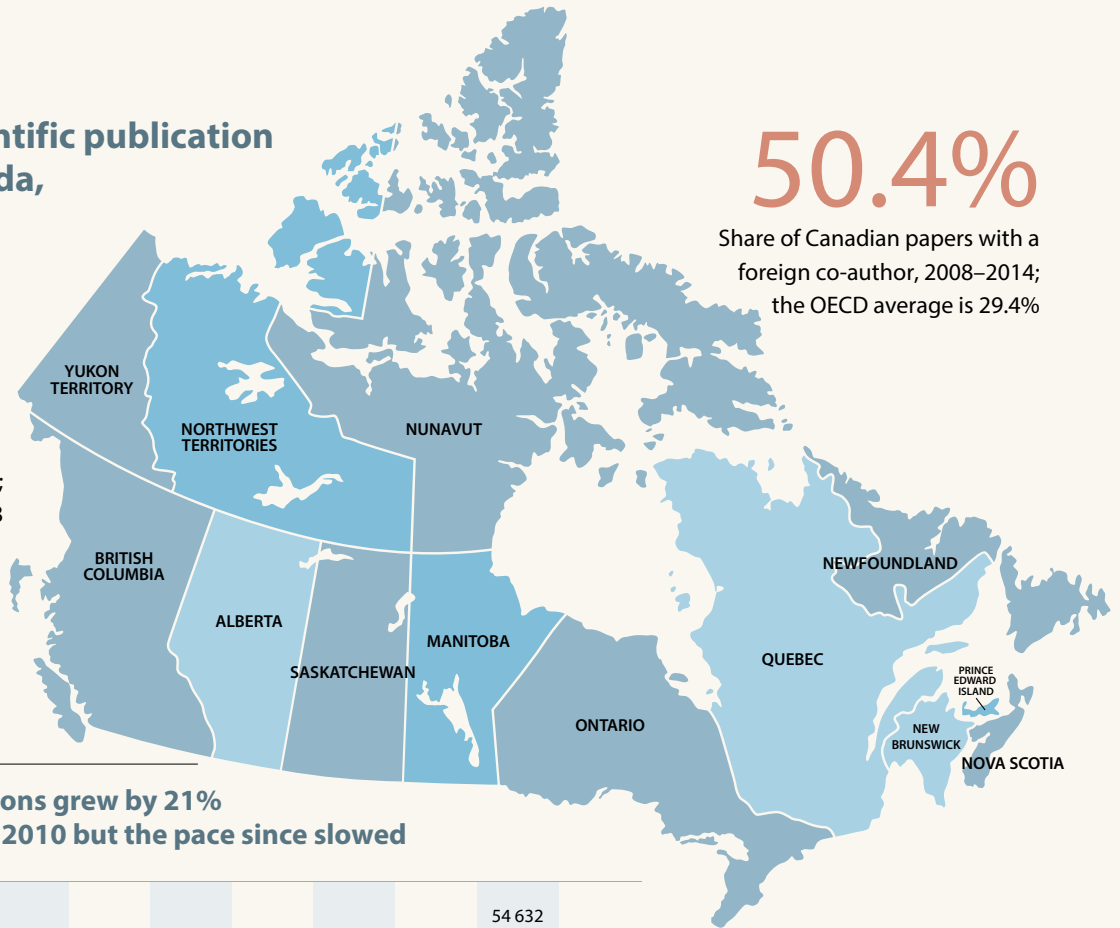 ntific publication
da,
50.4%
Share of Canadian papers with a
foreign co-author, 2008–2014;
the OECD average is 29.4%
YUKON
TERRITORY
NORTHWEST
TERRITORIES
NUNAVUT
BRITISH
COLUMBIA
ALBERTA
SASKATCHEWAN
MANITOBA
ONTARIO
QUEBEC
NEWFOUNDLAND
PRINCE
EDWARD
ISLAND
NEW
BRUNSWICK
NOVA SCOTIA
ons grew by 21%
2010 but the pace since slowed
54 632